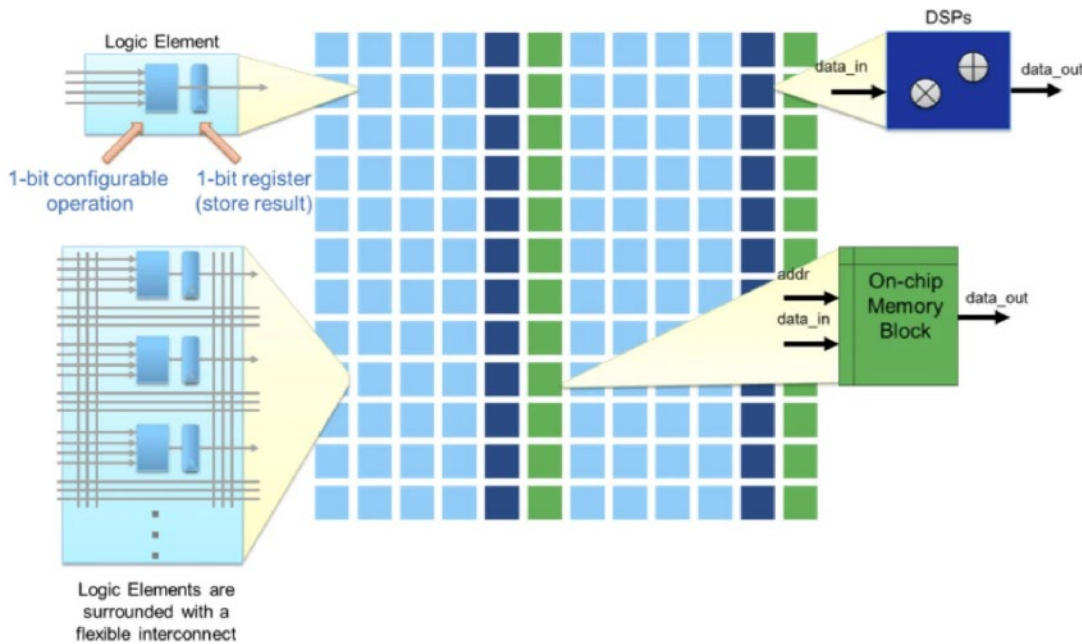 Logic Element
1-bit configurable
operation
1-bit register
(store result)
Logic Elements are
surrounded with a
flexible interconnect
DSPs
data_in
data_out
addr
data_in
On-chip
Memory
Block
data_out